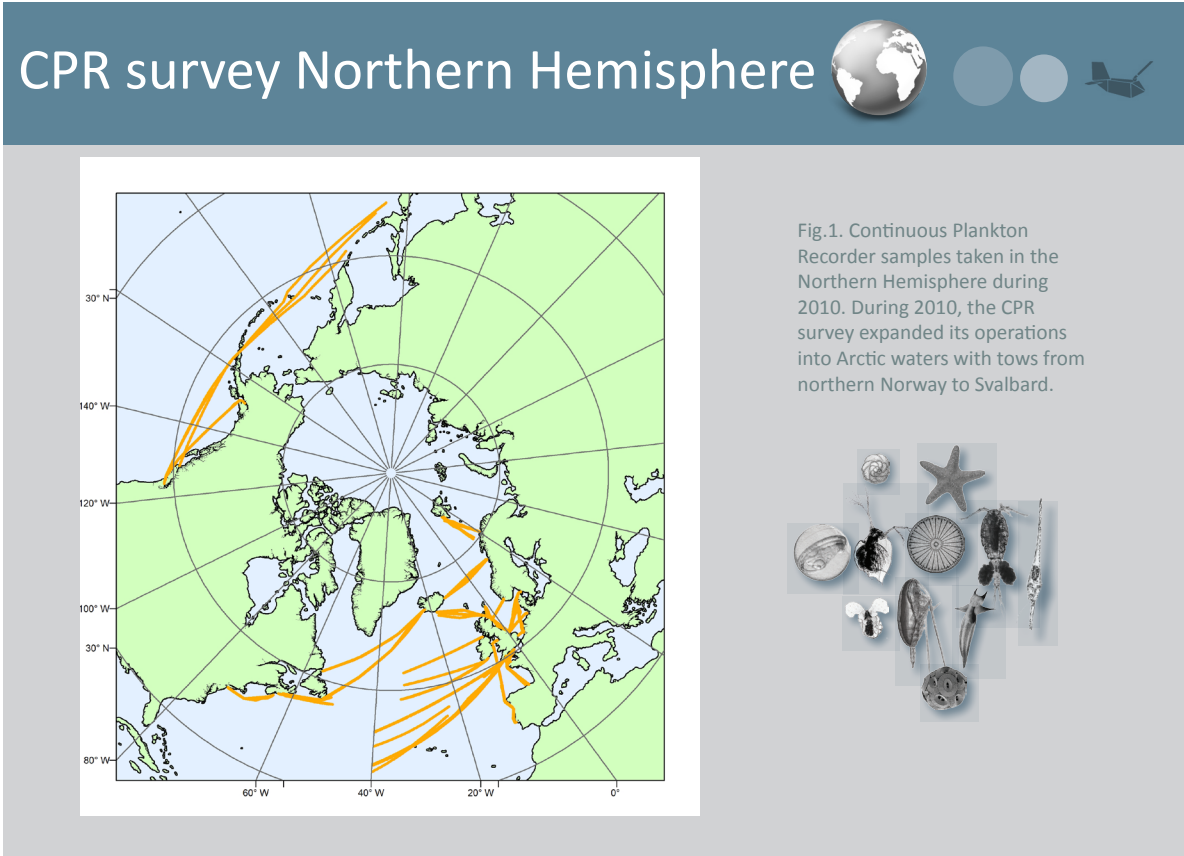 CPR survey Northern Hemisphere
Fig.1. Continuous Plankton
Recorder samples taken in the
Northern Hemisphere during
2010. During 2010, the CPR
survey expanded its operations
into Arctic waters with tows from
northern Norway to Svalbard.
30° N
140° W
120° W
100° W
30° N
80° W
60° W
40° W
20° W
0°